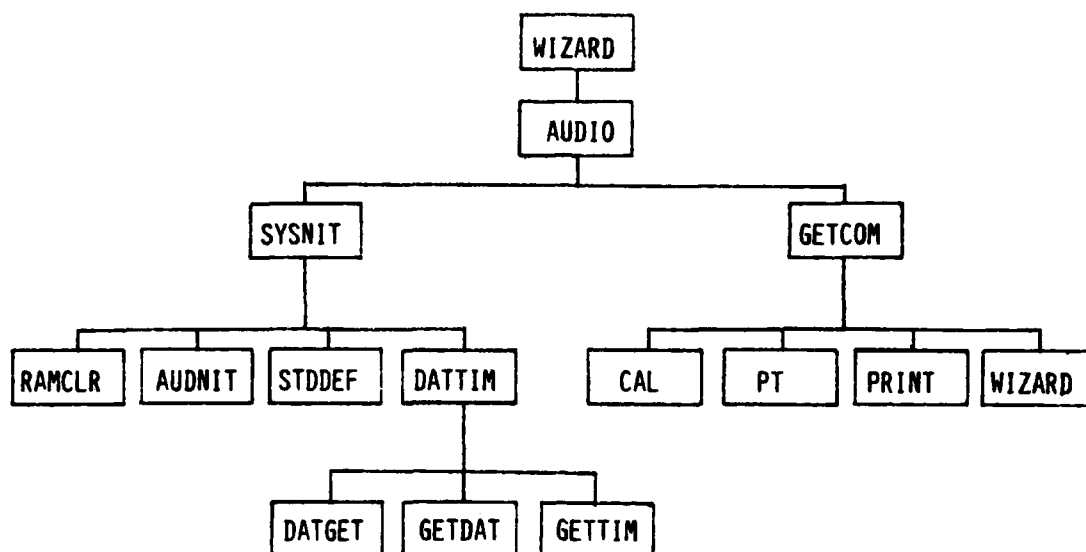 WIZARD
AUDIO
SYSNIT
GETCOM
RAMCLR
AUDNIT
STDDEF
DATTIM
CAL
PT
PRINT
WIZARD
DATGET
GETDAT
GETTIM